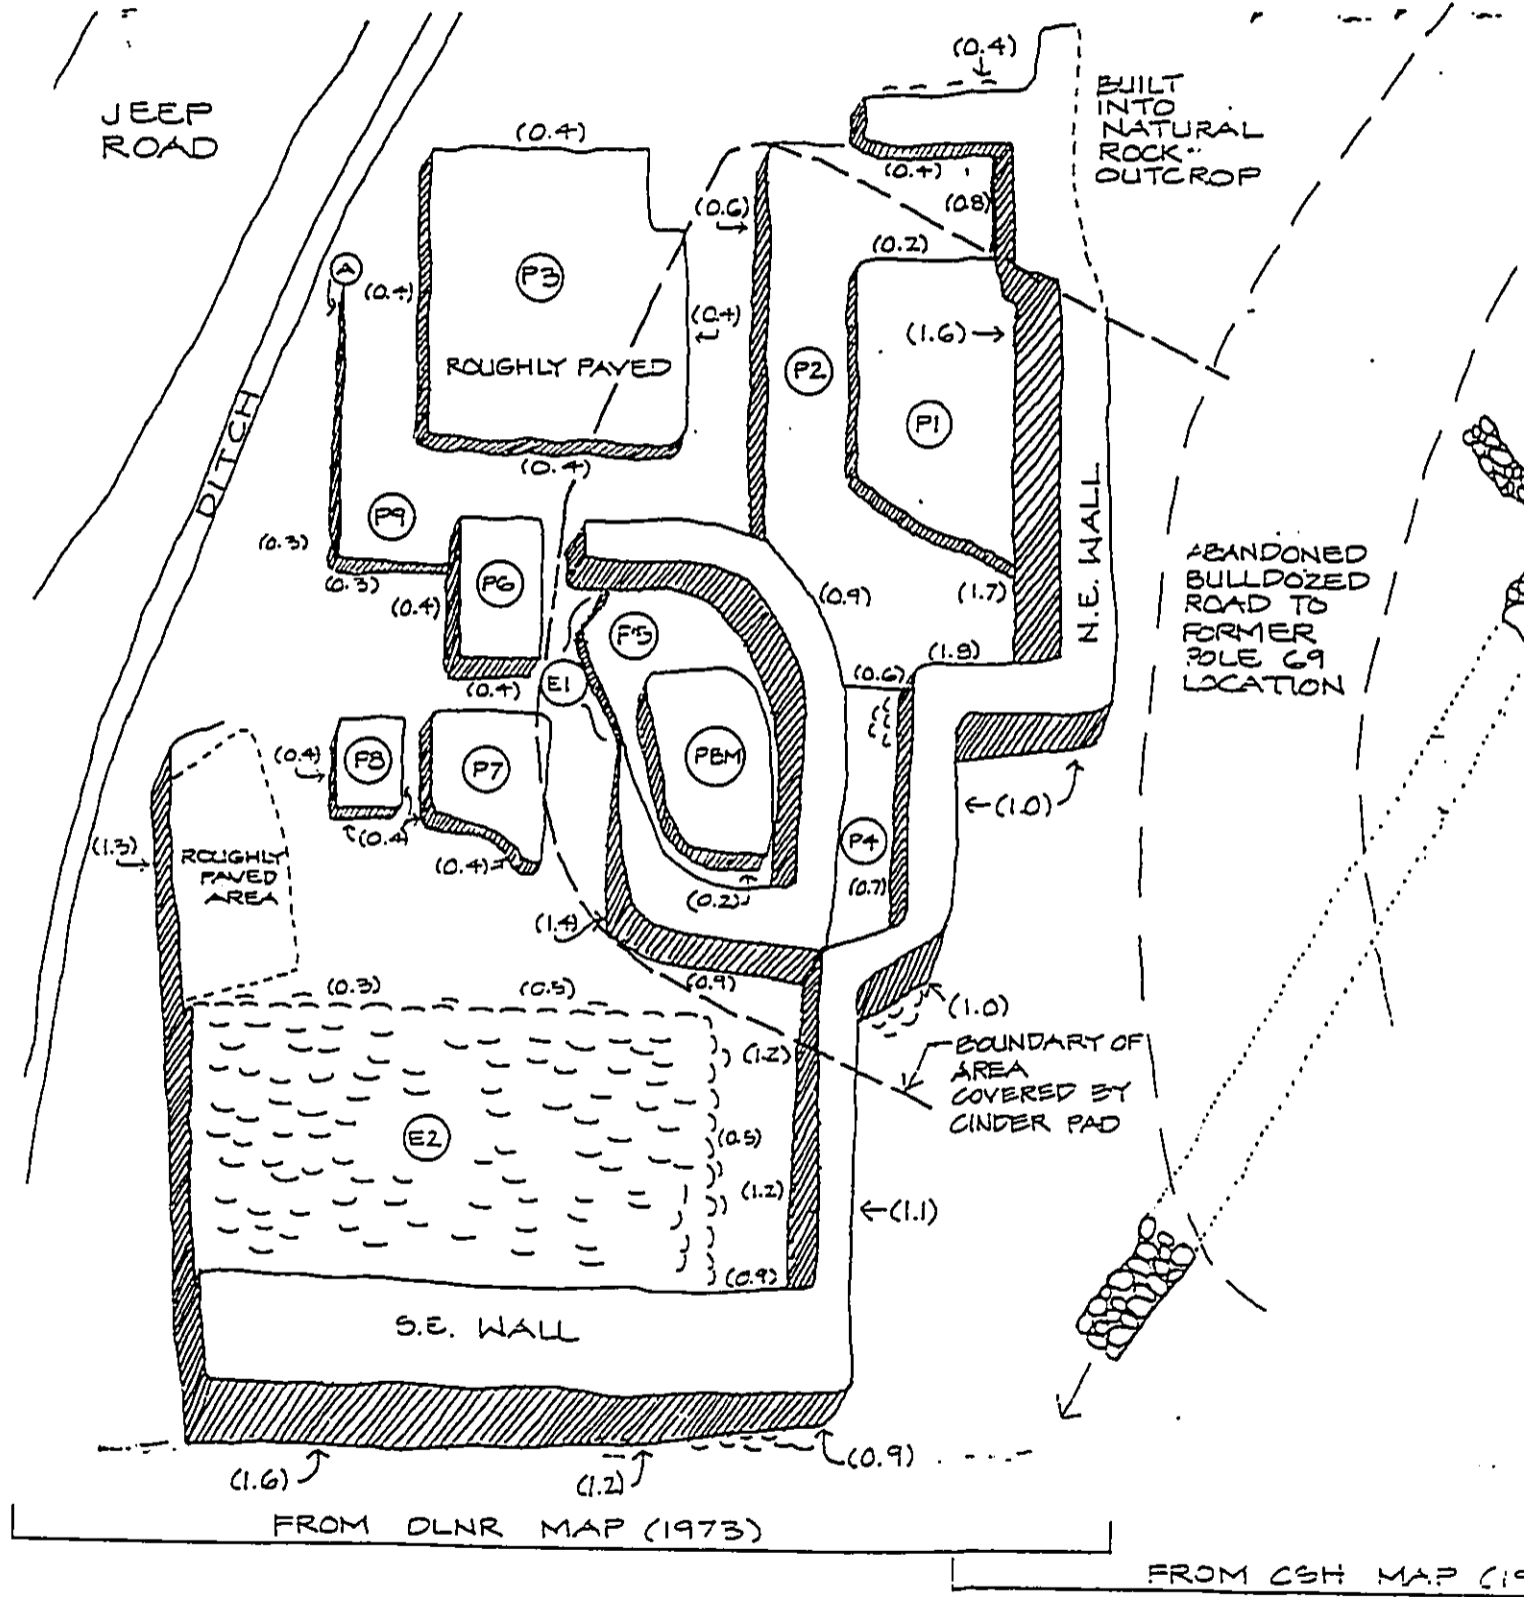 (0.4)
BUILT
INTO
NATURAL
ROCK
OUTCROP
JEEP
ROAD
(0.4)
(0.4)
(0.8)
(0.6)
(0.2)
A
(0.4)
P3
(0.4)
(1.6)
ROUGHLY PAVED
P2
P1
DITCH
(0.4)
P9
N.E. WALL
(0.3)
(0.3)
P6
(0.4)
(0.9)
(1.7)
ABANDONED
BULLDOZED
ROAD TO
FORMER
POLE 69
LOCATION
P5
(1.8)
(0.4)
E1
(0.6)
(0.4)
P8
P7
PBM
(1.0)
(1.3)
(0.4)
(0.4)
P4
ROUGHLY
PAVED
AREA
(0.2)
(0.7)
(1.4)
(0.3)
(0.5)
(0.9)
(1.0)
(1.2)
BOUNDARY OF
AREA
COVERED BY
CINDER PAD
E2
(0.5)
(1.2)
(1.1)
(0.9)
S.E. WALL
(1.6)
(1.2)
(0.9)
FROM DLNR MAP (1973)
FROM CSH MAP (19